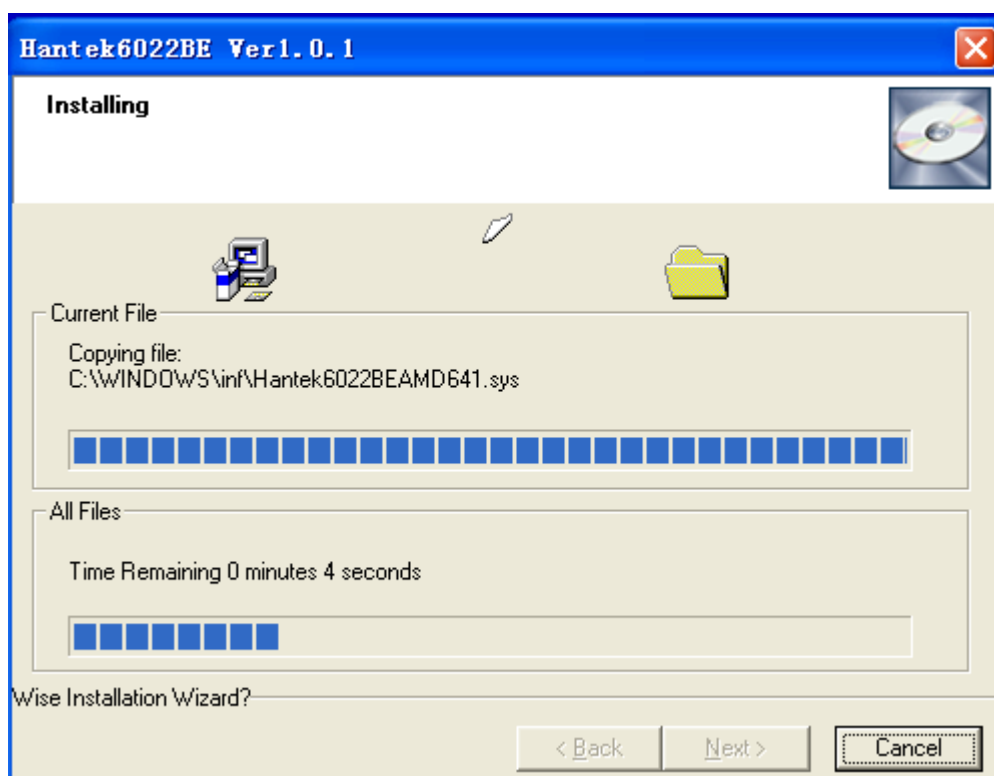 Hantek6022BE Ver1.0.1
Installing
Current File
Copying file:
C:\WINDOWS\inf\Hantek6022BEAMD641.sys
All Files
Time Remaining 0 minutes 4 seconds
Wise Installation Wizard?
< Back Next > Cancel